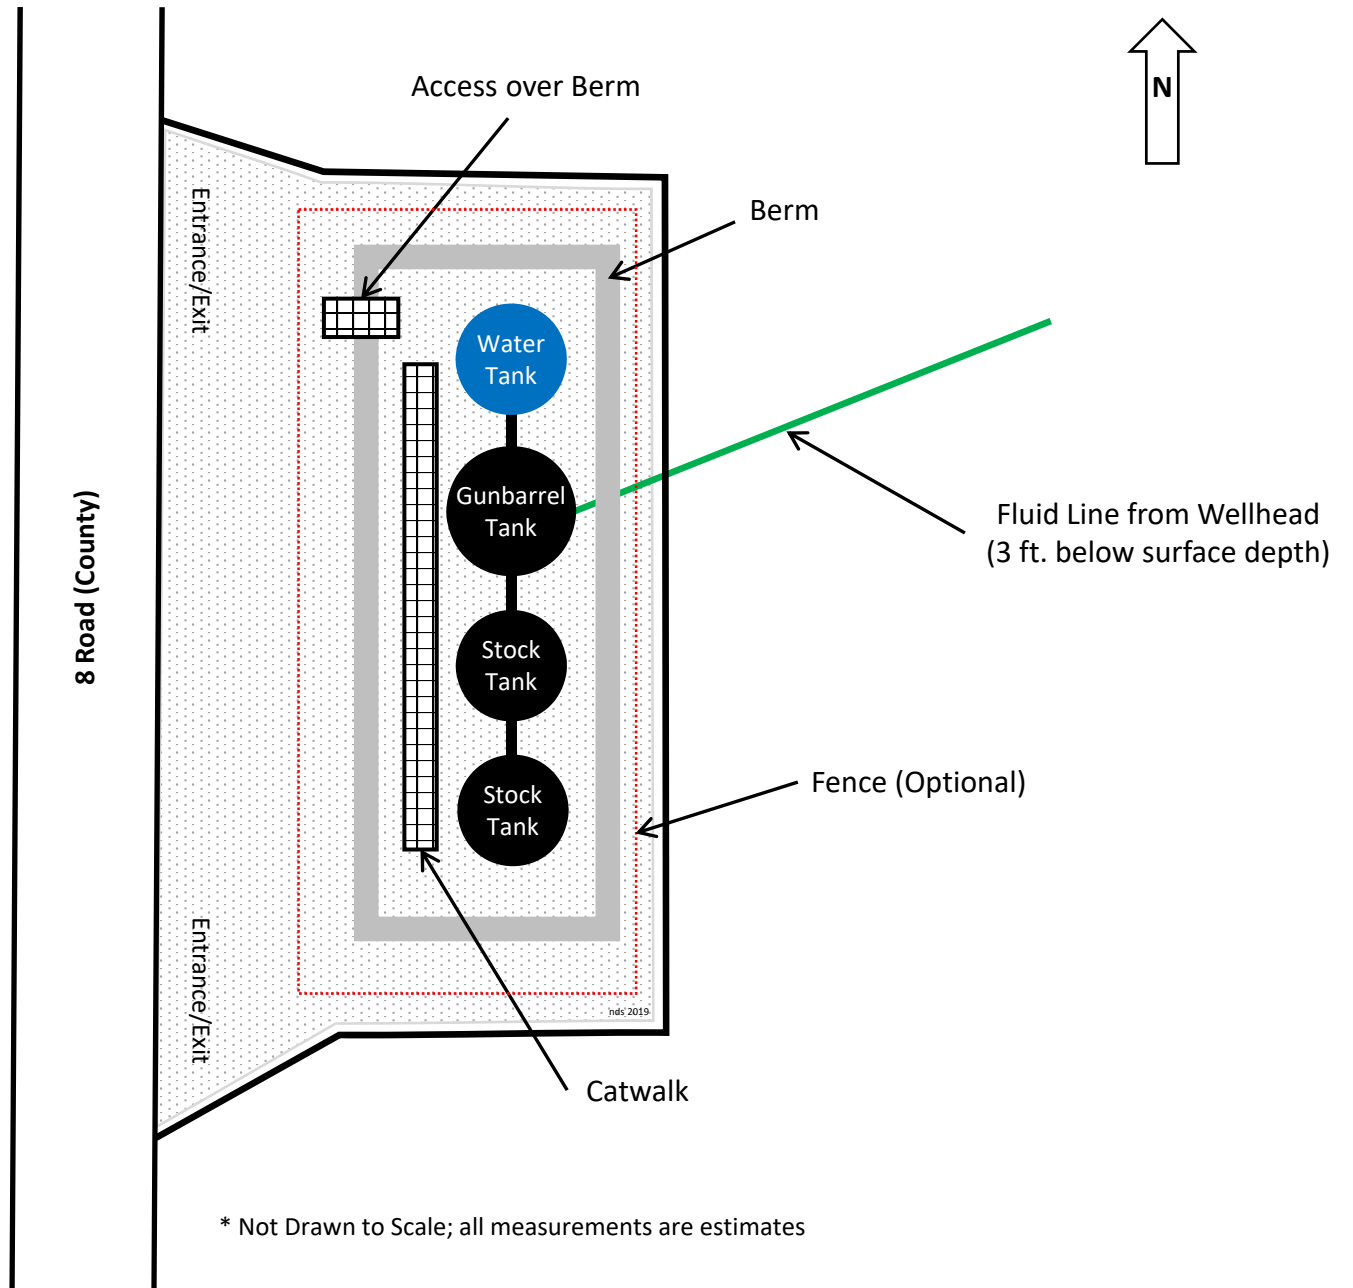 N
Access over Berm
Berm
Entrance/Exit
Water
Tank
Gunbarrel
Tank
8 Road (County)
Fluid Line from Wellhead
(3 ft. below surface depth)
Stock
Tank
Fence (Optional)
Stock
Tank
Entrance/Exit
nds 2019
Catwalk
* Not Drawn to Scale; all measurements are estimates